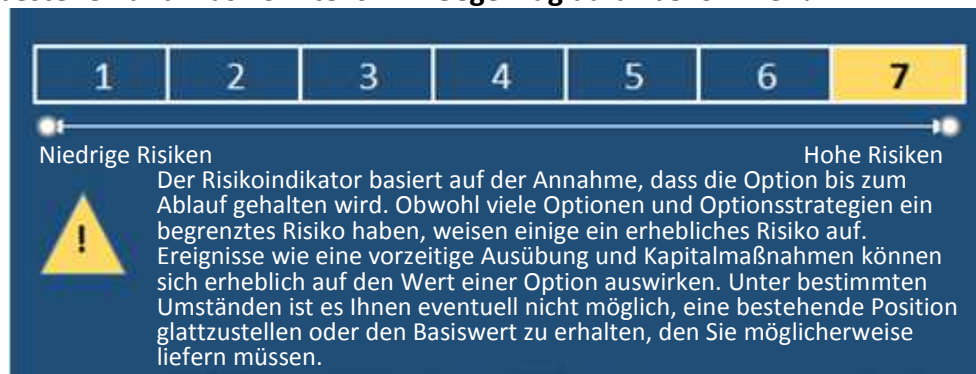 1 2 3 4 5 6 7
Niedrige Risiken Hohe Risiken
Der Risikoindikator basiert auf der Annahme, dass die Option bis zum
Ablauf gehalten wird. Obwohl viele Optionen und Optionsstrategien ein
begrenztes Risiko haben, weisen einige ein erhebliches Risiko auf.
Ereignisse wie eine vorzeitige Ausübung und Kapitalmaßnahmen können
sich erheblich auf den Wert einer Option auswirken. Unter bestimmten
Umständen ist es Ihnen eventuell nicht möglich, eine bestehende Position
glattzustellen oder den Basiswert zu erhalten, den Sie möglicherweise
liefern müssen.
!